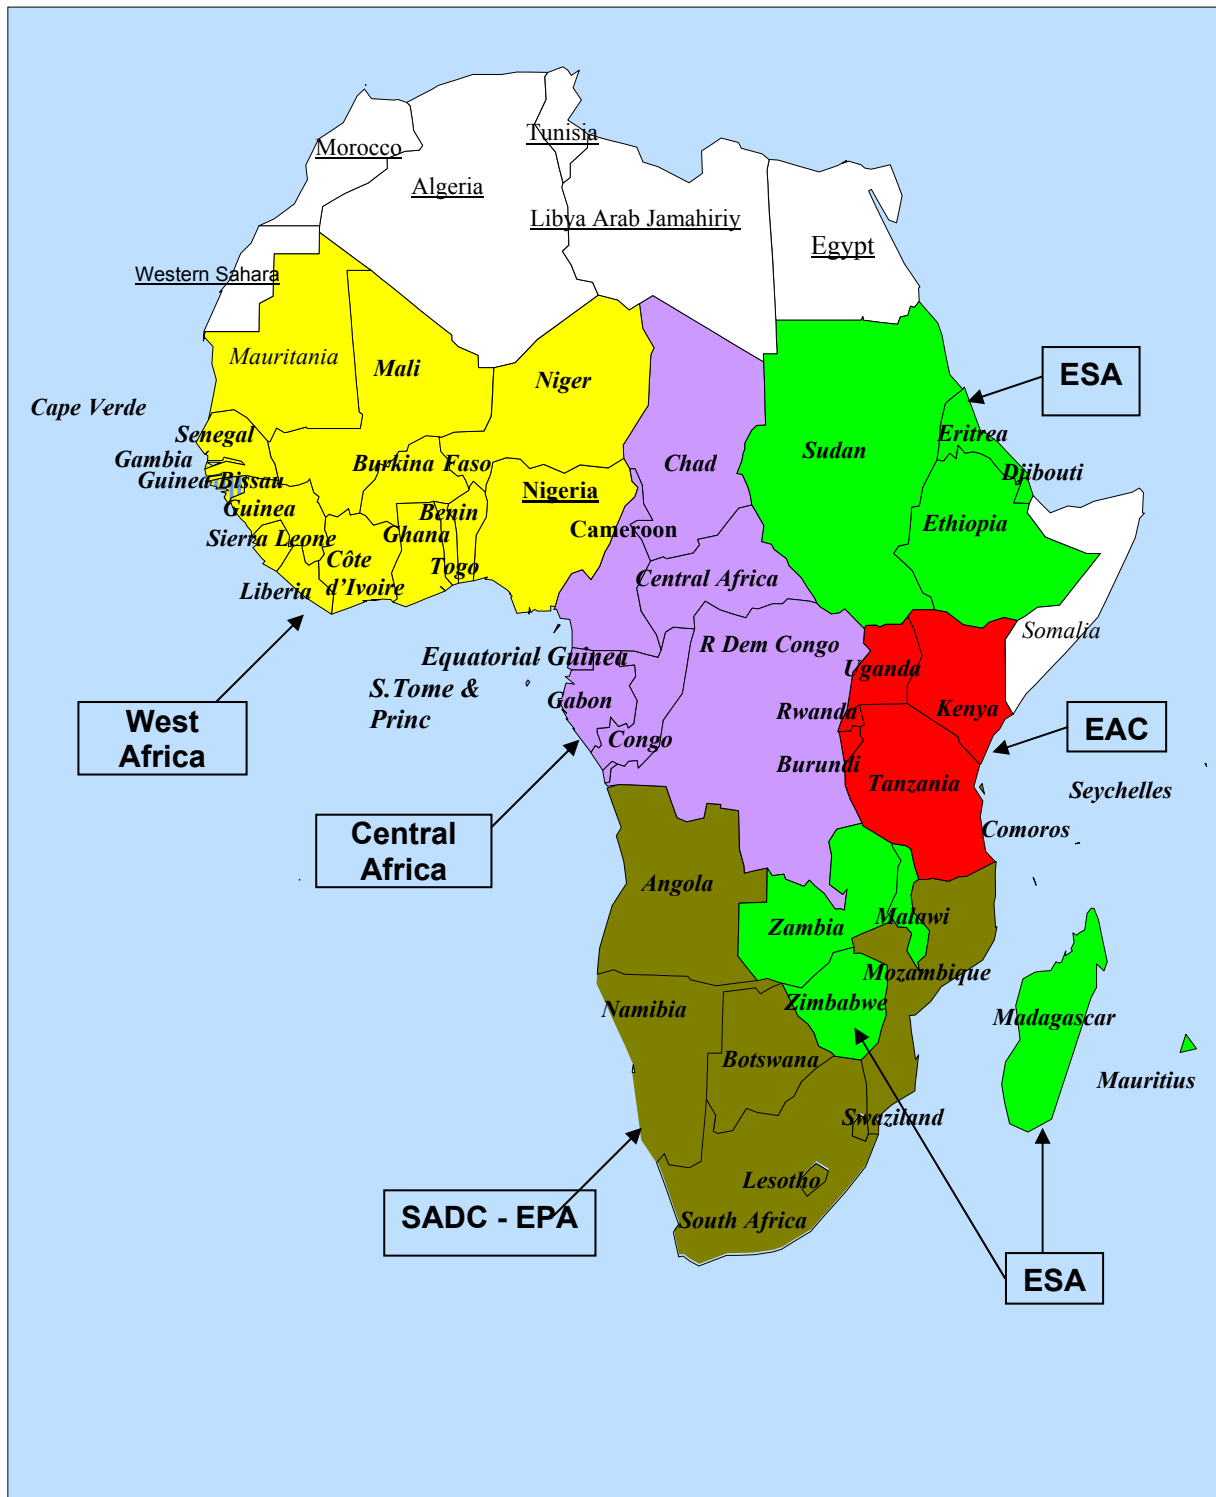 Tunisia
Morocco
Algeria
Libya Arab Jamahiriy
Egypt
Western Sahara
Mauritania
Mali
Niger
ESA
Cape Verde
Senegal
Eritrea
Sudan
Gambia
Burkina Faso
Chad
Djibouti
Guinea Bissau
Nigeria
Guinea
Benin
Ethiopia
Sierra Leone
Ghana
Cameroon
Côte
d’Ivoire
Togo
Central Africa
Liberia
Somalia
R Dem Congo
Equatorial Guinea
Uganda
S.Tome &
Princ
Gabon
Rwanda
Kenya
West
Africa
EAC
Congo
Burundi
Tanzania
Seychelles
Central
Africa
Comoros
Angola
Zambia
Malawi
Mozambique
Namibia
Zimbabwe
Madagascar
Botswana
Mauritius
Swaziland
Lesotho
SADC - EPA
South Africa
ESA